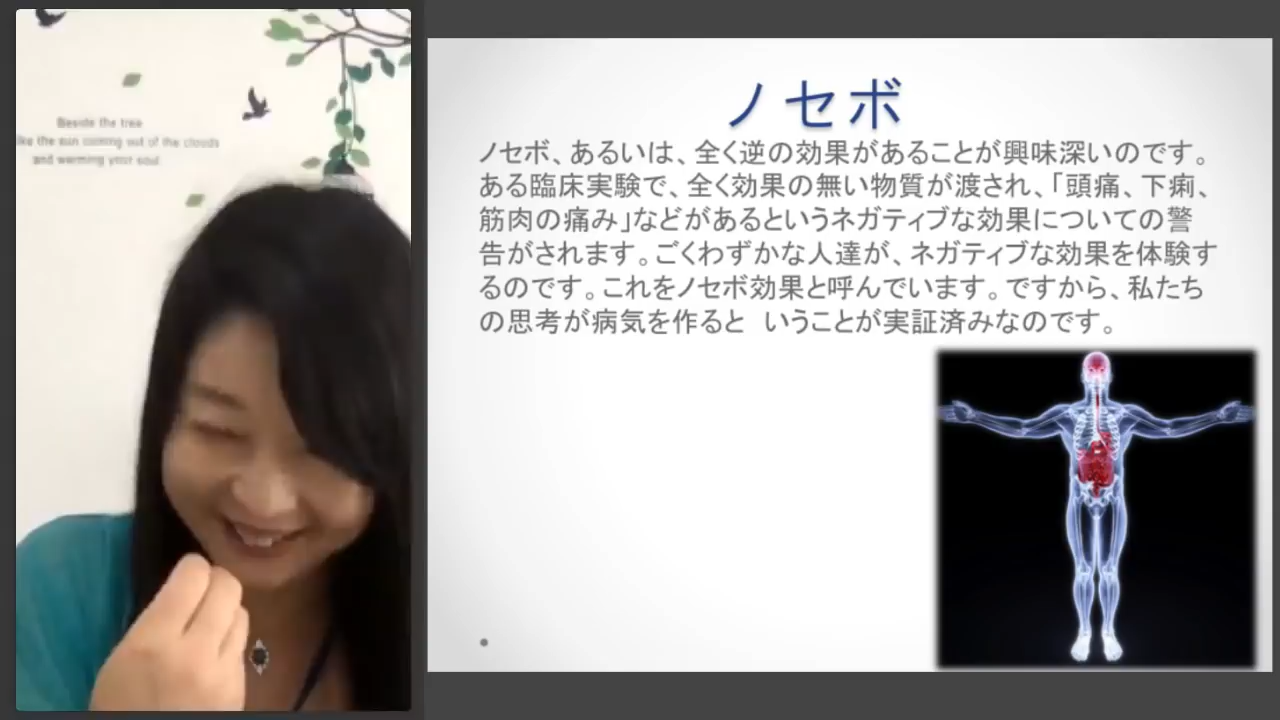 Beside the tree
like the sun coming out of the clouds
and warming your soul
ノセボ
ノセボ、あるいは、全く逆の効果があることが興味深いのです。
ある臨床実験で、全く効果の無い物質が渡され、「頭痛、下痢、
筋肉の痛み」などがあるというネガティブな効果についての警
告がされます。ごくわずかな人達が、ネガティブな効果を体験す
るのです。これをノセボ効果と呼んでいます。ですから、私たち
の思考が病気を作ると　いうことが実証済みなのです。